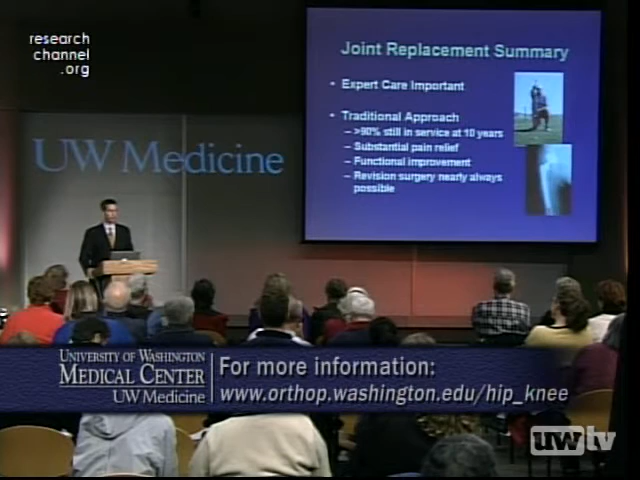 research
channel
.org
Joint Replacement Summary
• Expert Care Important
• Traditional Approach
– >90% still in service at 10 years
– Substantial pain relief
– Functional improvement
– Revision surgery nearly always
possible
UW Medicine
UNIVERSITY OF WASHINGTON
MEDICAL CENTER
UW Medicine
For more information:
www.orthop.washington.edu/hip_knee
uwtv